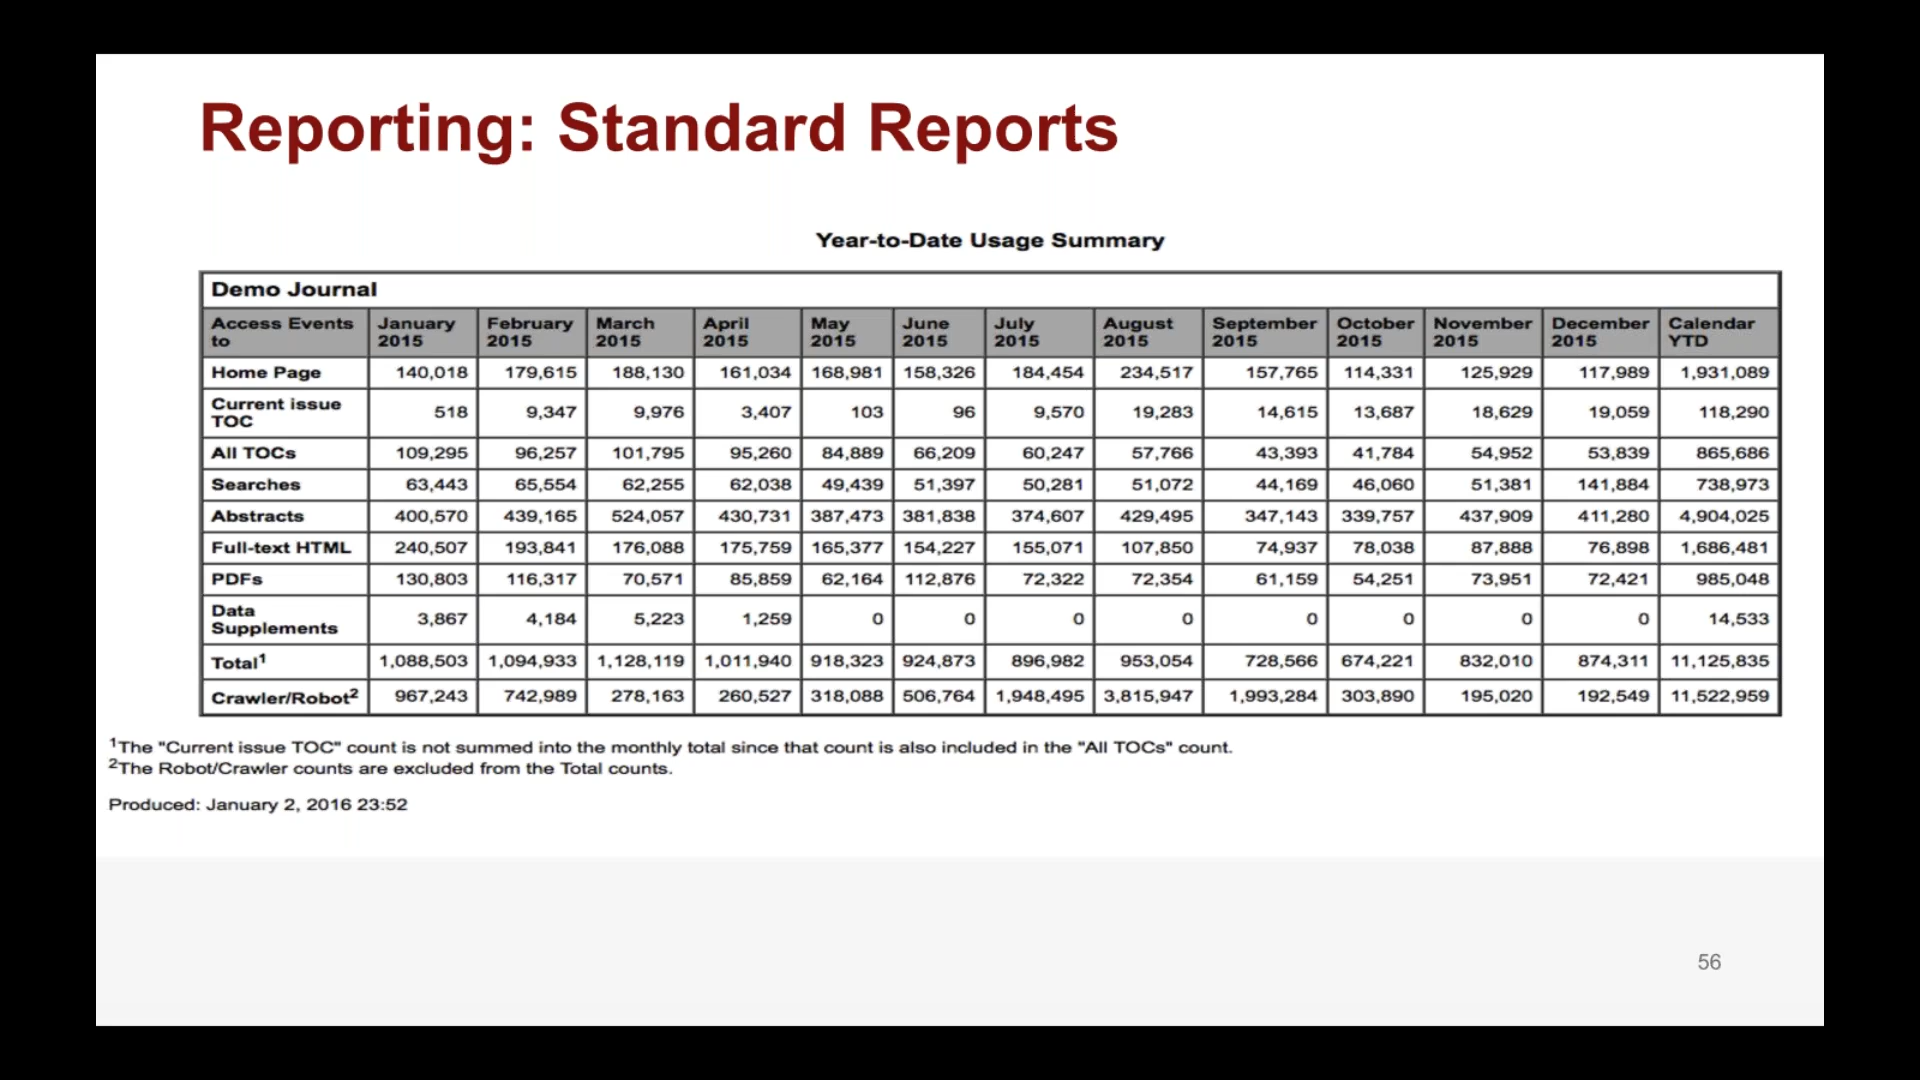 Reporting: Standard Reports
Year-to-Date Usage Summary
Demo Journal
Access Events to January 2015 February 2015 March 2015 April 2015 May 2015 June 2015 July 2015 August 2015 September 2015 October 2015 November 2015 December 2015 Calendar YTD
Home Page 140,018 179,615 188,130 161,034 168,981 158,326 184,454 234,517 157,765 114,331 125,929 117,989 1,931,089
Current issue TOC 518 9,347 9,976 3,407 103 96 9,570 19,283 14,615 13,687 18,629 19,059 118,290
All TOCs 109,295 96,257 101,795 95,260 84,889 66,209 60,247 57,766 43,393 41,784 54,952 53,839 865,686
Searches 63,443 65,554 62,255 62,038 49,439 51,397 50,281 51,072 44,169 46,060 51,381 141,884 738,973
Abstracts 400,570 439,165 524,057 430,731 387,473 381,838 374,607 429,495 347,143 339,757 437,909 411,280 4,904,025
Full-text HTML 240,507 193,841 176,088 175,759 165,377 154,227 155,071 107,850 74,937 78,038 87,888 76,898 1,686,481
PDFs 130,803 116,317 70,571 85,859 62,164 112,876 72,322 72,354 61,159 54,251 73,951 72,421 985,048
Data Supplements 3,867 4,184 5,223 1,259 0 0 0 0 0 0 0 0 14,533
Total1 1,088,503 1,094,933 1,128,119 1,011,940 918,323 924,873 896,982 953,054 728,566 674,221 832,010 874,311 11,125,835
Crawler/Robot2 967,243 742,989 278,163 260,527 318,088 506,764 1,948,495 3,815,947 1,993,284 303,890 195,020 192,549 11,522,959
1The "Current issue TOC" count is not summed into the monthly total since that count is also included in the "All TOCs" count.
2The Robot/Crawler counts are excluded from the Total counts.
Produced: January 2, 2016 23:52
56